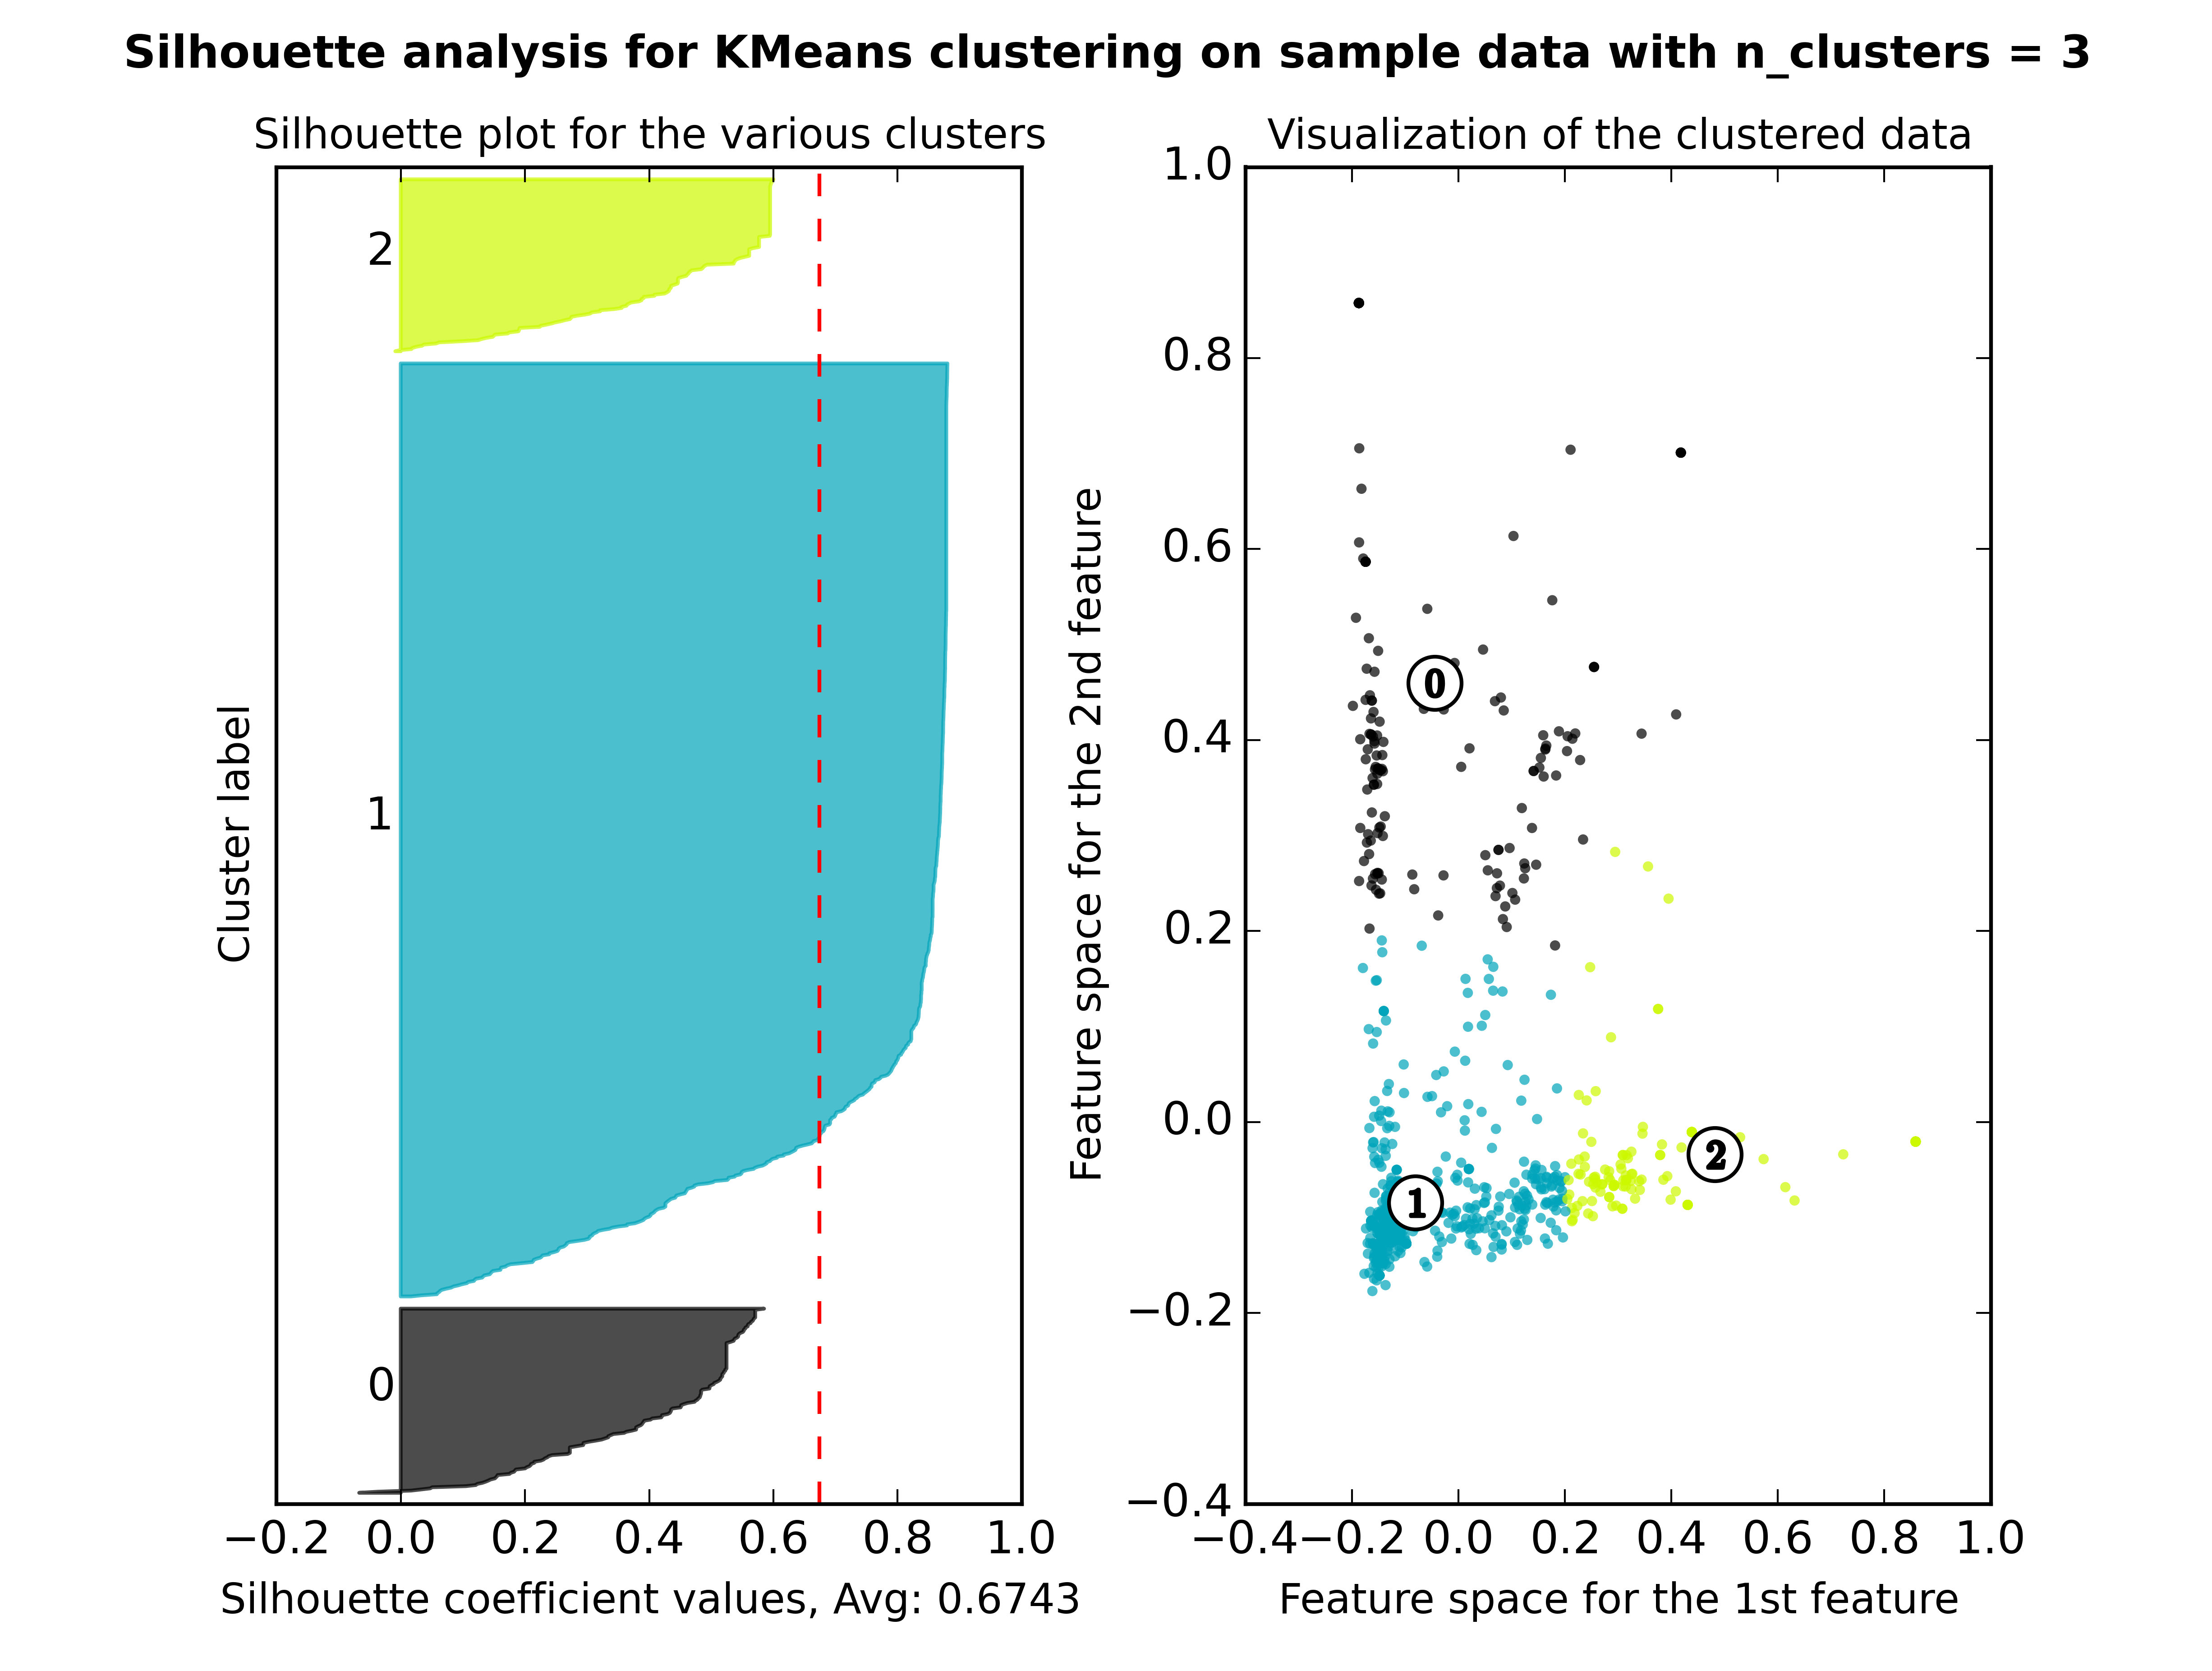 Silhouette analysis for KMeans clustering on sample data with n_clusters = 3
Silhouette plot for the various clusters
2
1
0
Cluster label
−0.2 0.0 0.2 0.4 0.6 0.8 1.0
Silhouette coefficient values, Avg: 0.6743
Visualization of the clustered data
1.0
0.8
0.6
0.4
0.2
0.0
−0.2
−0.4
Feature space for the 2nd feature
0
2
1
−0.4 −0.2 0.0 0.2 0.4 0.6 0.8 1.0
Feature space for the 1st feature